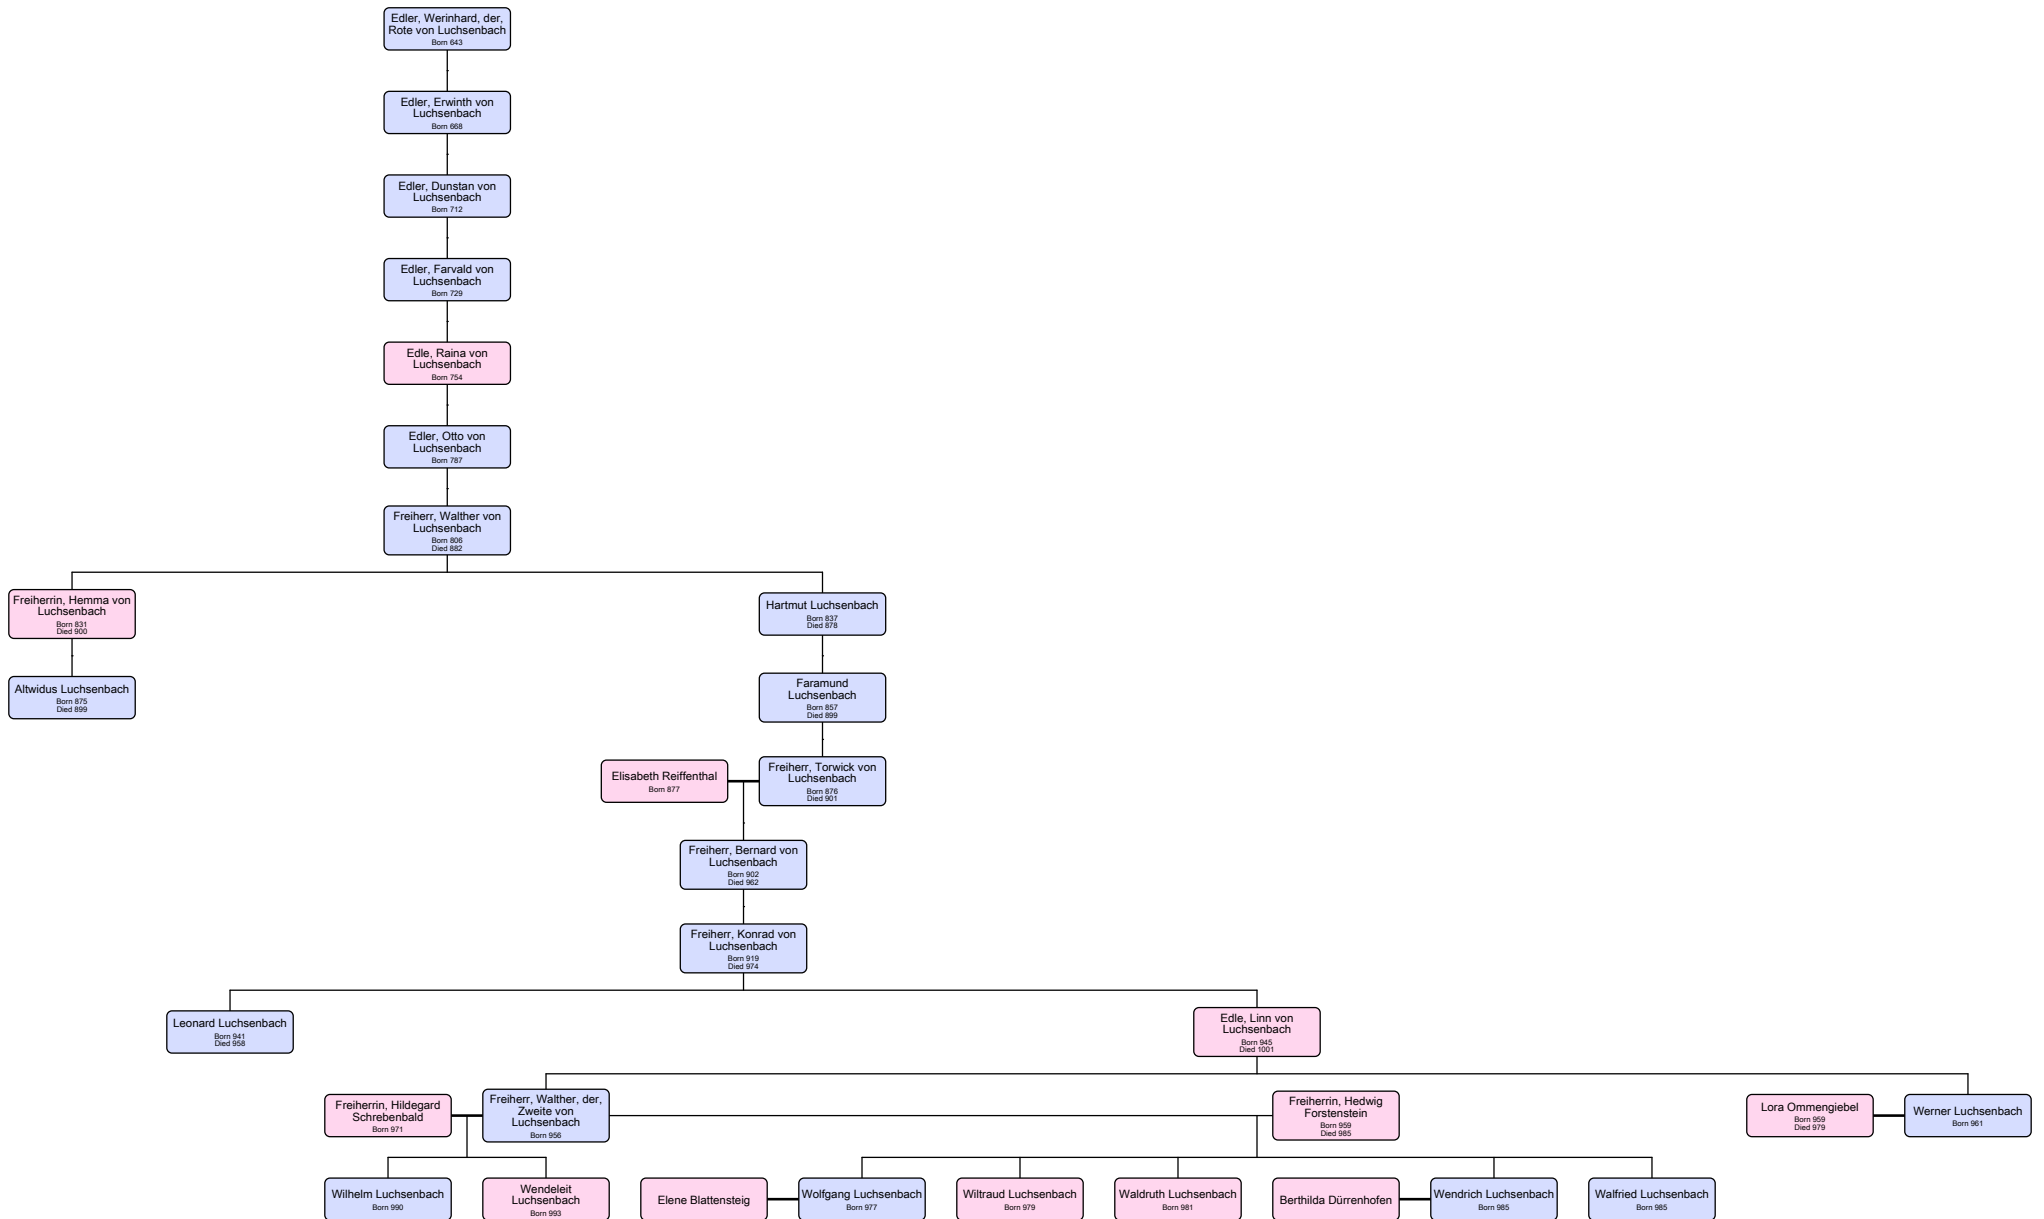 Edler, Werinhard, der,
Rote von Luchsenbach
Born 643
Edler, Erwinth von
Luchsenbach
Born 668
Edler, Dunstan von
Luchsenbach
Born 712
Edler, Farvald von
Luchsenbach
Born 729
Edle, Raina von
Luchsenbach
Born 754
Edler, Otto von
Luchsenbach
Born 787
Freiherr, Walther von
Luchsenbach
Born 806
Died 882
Freiherrin, Hemma von
Luchsenbach
Born 831
Died 900
Hartmut Luchsenbach
Born 837
Died 878
Altwidus Luchsenbach
Born 875
Died 899
Faramund
Luchsenbach
Born 857
Died 899
Elisabeth Reiffenthal
Born 877
Freiherr, Torwick von
Luchsenbach
Born 876
Died 901
Freiherr, Bernard von
Luchsenbach
Born 902
Died 962
Freiherr, Konrad von
Luchsenbach
Born 919
Died 974
Leonard Luchsenbach
Born 941
Died 958
Edle, Linn von
Luchsenbach
Born 945
Died 1001
Freiherrin, Hildegard
Schrebenbald
Born 971
Freiherr, Walther, der,
Zweite von
Luchsenbach
Born 956
Freiherrin, Hedwig
Forstenstein
Born 959
Died 985
Lora Ommengiebel
Born 959
Died 979
Werner Luchsenbach
Born 961
Wilhelm Luchsenbach
Born 990
Wendeleit
Luchsenbach
Born 993
Elene Blattensteig
Wolfgang Luchsenbach
Born 977
Wiltraud Luchsenbach
Born 979
Waldruth Luchsenbach
Born 981
Berthilda Dürrenhofen
Wendrich Luchsenbach
Born 985
Walfried Luchsenbach
Born 985